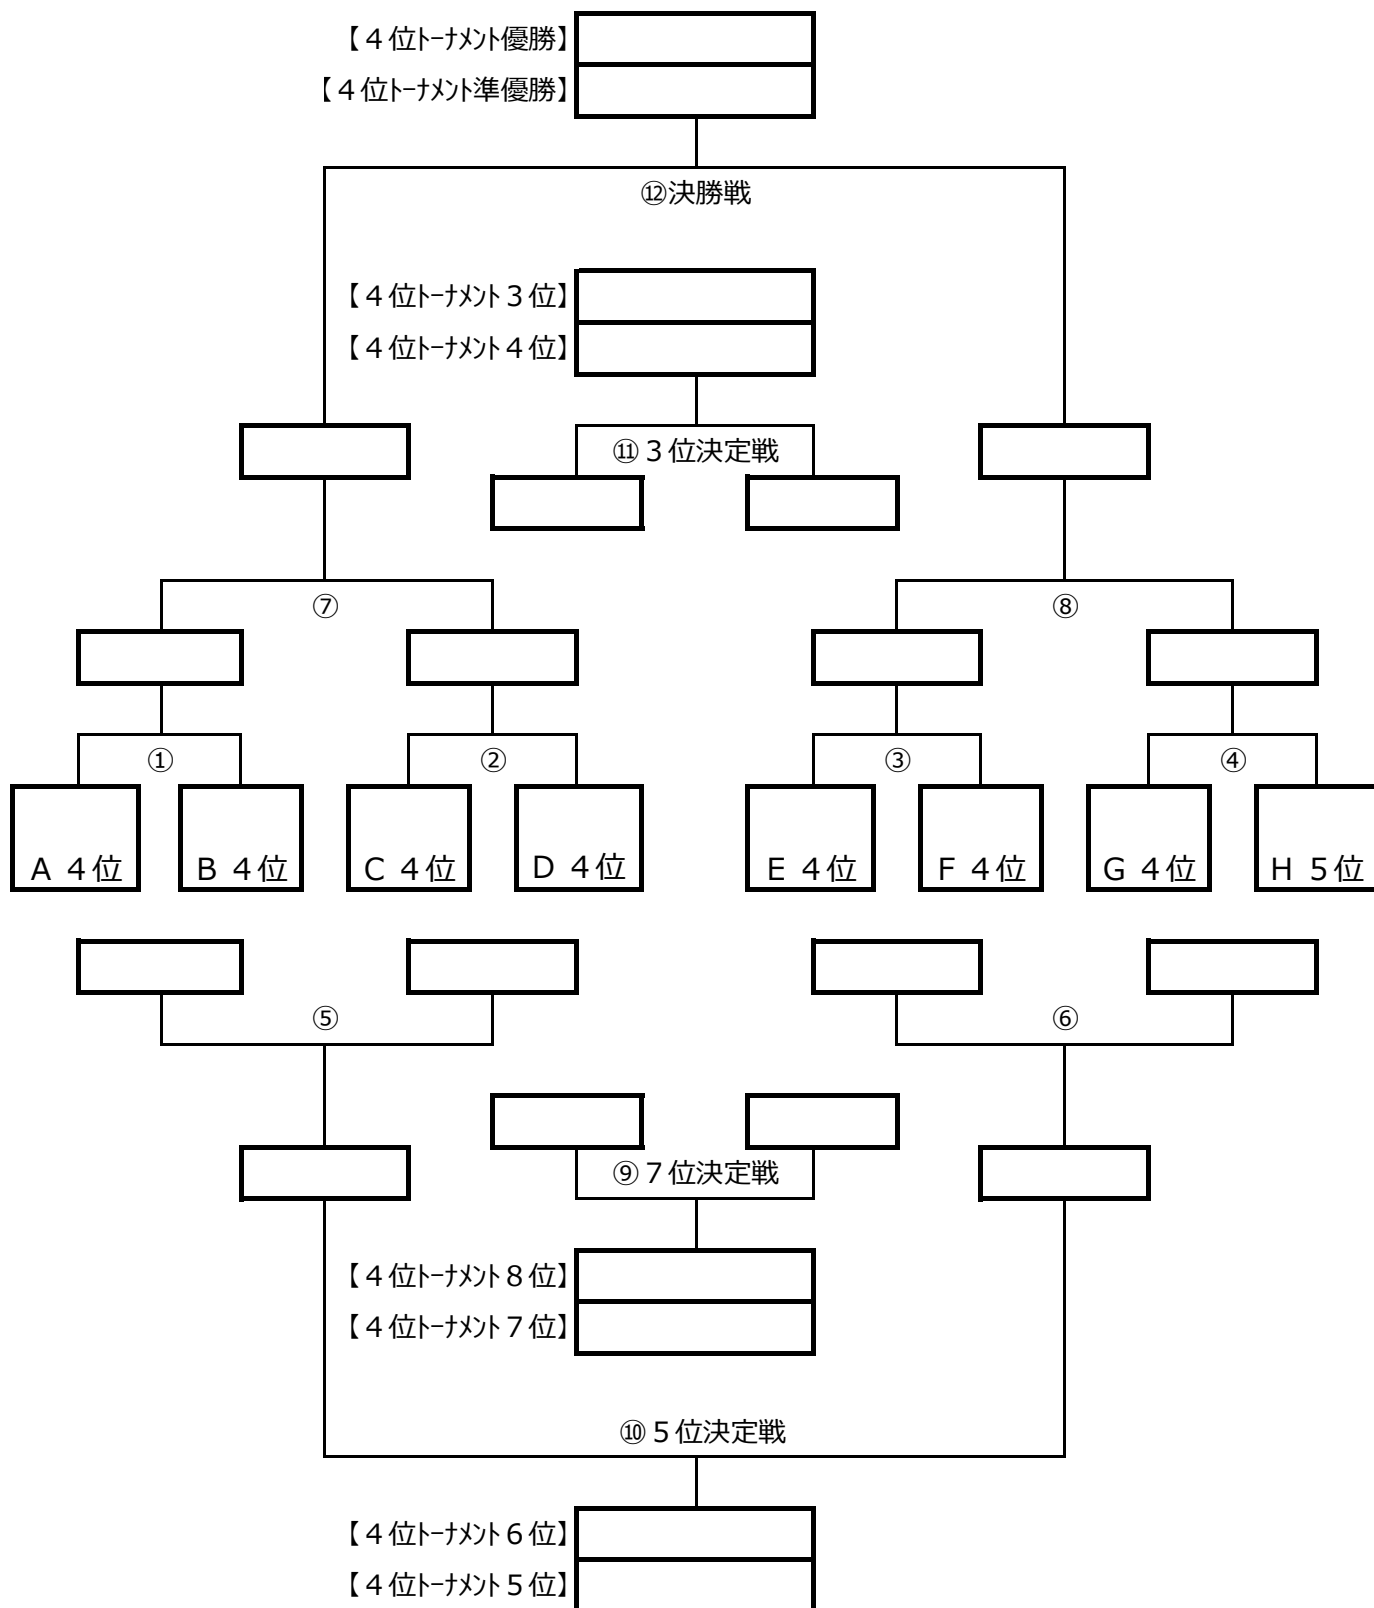 【４位ﾄｰﾅﾒﾝﾄ優勝】
【４位ﾄｰﾅﾒﾝﾄ準優勝】
⑫決勝戦
【４位ﾄｰﾅﾒﾝﾄ３位】
【４位ﾄｰﾅﾒﾝﾄ４位】
⑪３位決定戦
⑦ ⑧
① ② ③ ④
A ４位 B ４位 C ４位 D ４位 E ４位 F ４位 G ４位 H ５位
⑤ ⑥
⑨７位決定戦
【４位ﾄｰﾅﾒﾝﾄ８位】
【４位ﾄｰﾅﾒﾝﾄ７位】
⑩５位決定戦
【４位ﾄｰﾅﾒﾝﾄ６位】
【４位ﾄｰﾅﾒﾝﾄ５位】